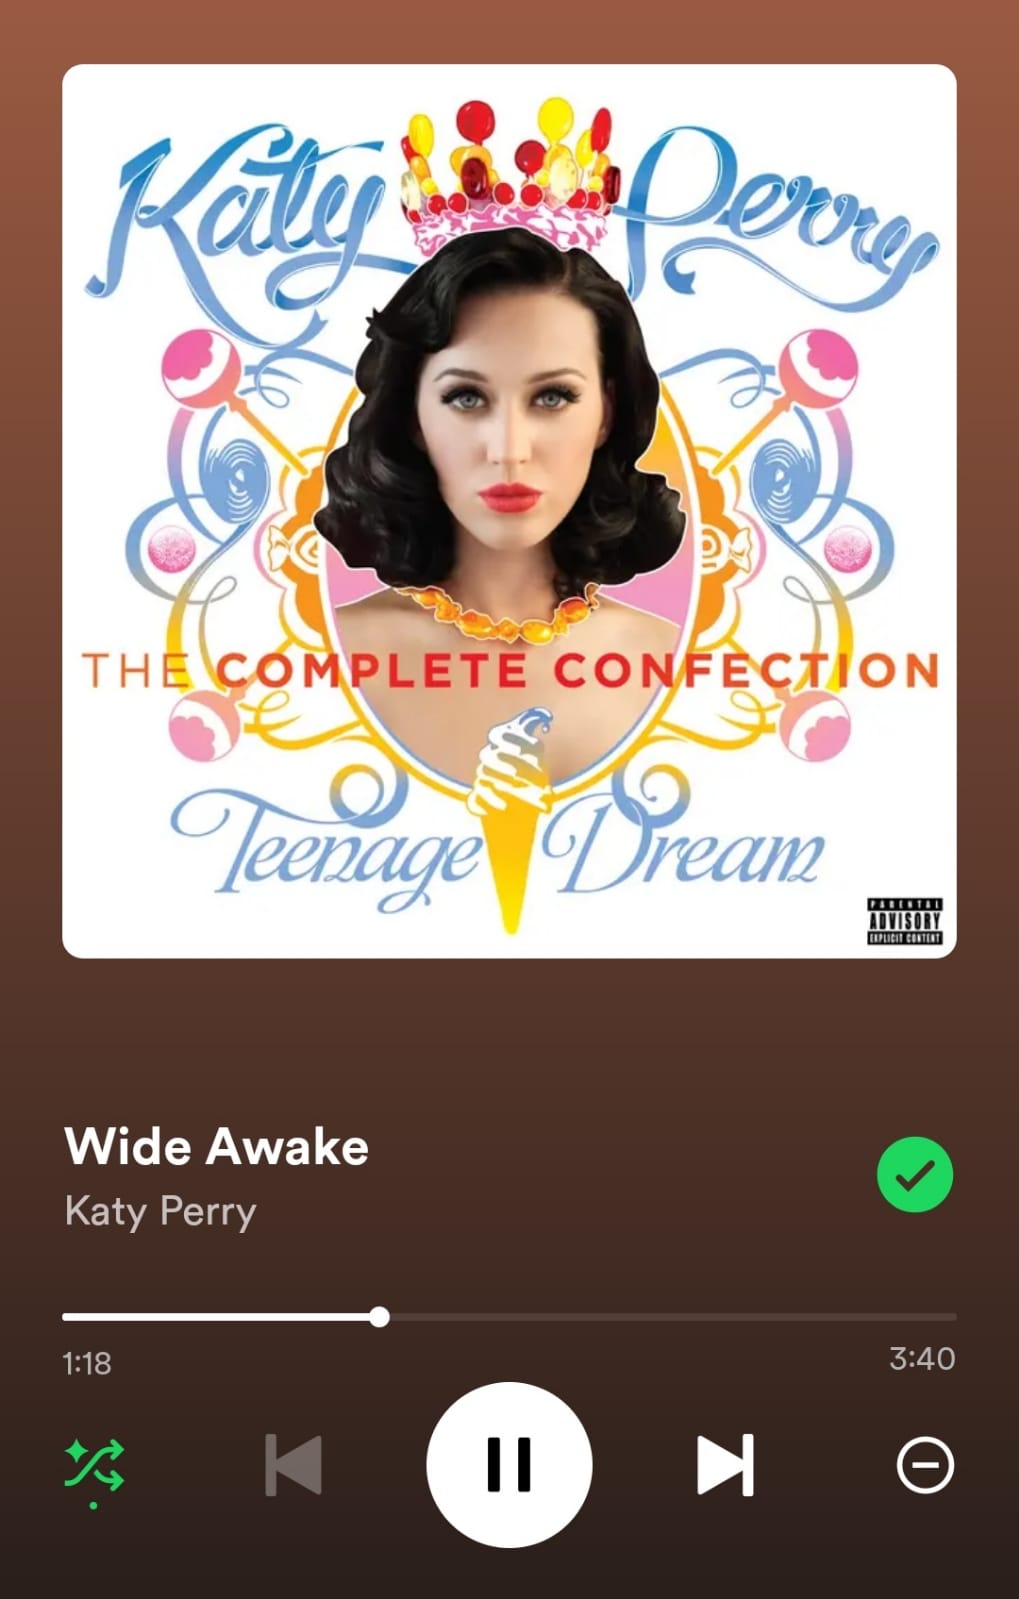 Katy Perry
THE COMPLETE CONFECTION
Teenage Dream
PARENTAL
ADVISORY
EXPLICIT CONTENT
Wide Awake
Katy Perry
1:18
3:40